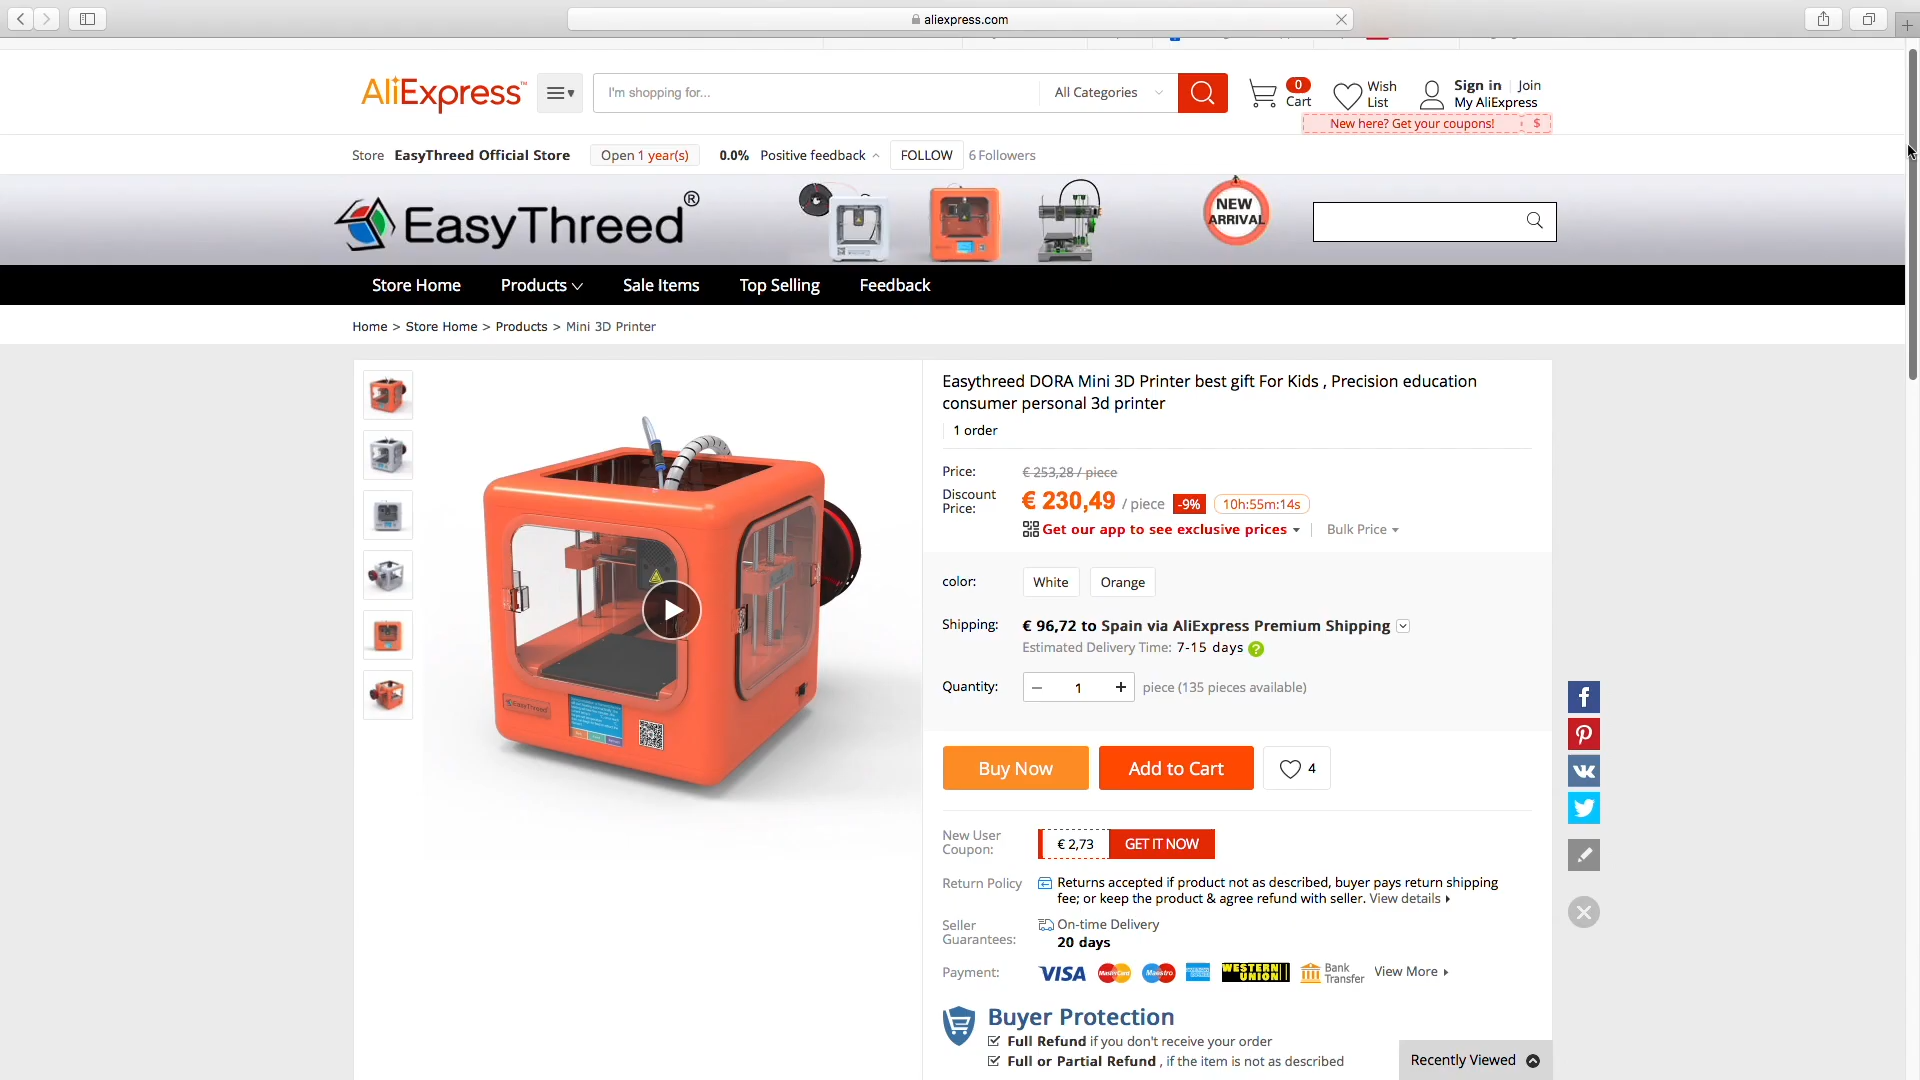 aliexpress.com
AliExpress™
I'm shopping for...
All Categories
0
Cart
Wish
List
Sign in | Join
My AliExpress
New here? Get your coupons! $
Store EasyThreed Official Store Open 1 year(s) 0.0% Positive feedback FOLLOW 6 Followers
EasyThreed®
NEW
ARRIVAL
Store Home Products Sale Items Top Selling Feedback
Home > Store Home > Products > Mini 3D Printer
Easythreed DORA Mini 3D Printer best gift For Kids , Precision education
consumer personal 3d printer
1 order
Price: € 253,28 / piece
Discount
Price: € 230,49 / piece -9% 10h:55m:14s
Get our app to see exclusive prices | Bulk Price
color: White Orange
Shipping: € 96,72 to Spain via AliExpress Premium Shipping
Estimated Delivery Time: 7-15 days ?
Quantity: − 1 + piece (135 pieces available)
EasyThreed
Buy Now Add to Cart 4
New User
Coupon: € 2,73 GET IT NOW
Return Policy Returns accepted if product not as described, buyer pays return shipping
fee; or keep the product & agree refund with seller. View details
Seller
Guarantees: On-time Delivery
20 days
Payment: VISA MasterCard Maestro WESTERN UNION Bank Transfer View More
Buyer Protection
Full Refund if you don't receive your order
Full or Partial Refund , if the item is not as described
Recently Viewed